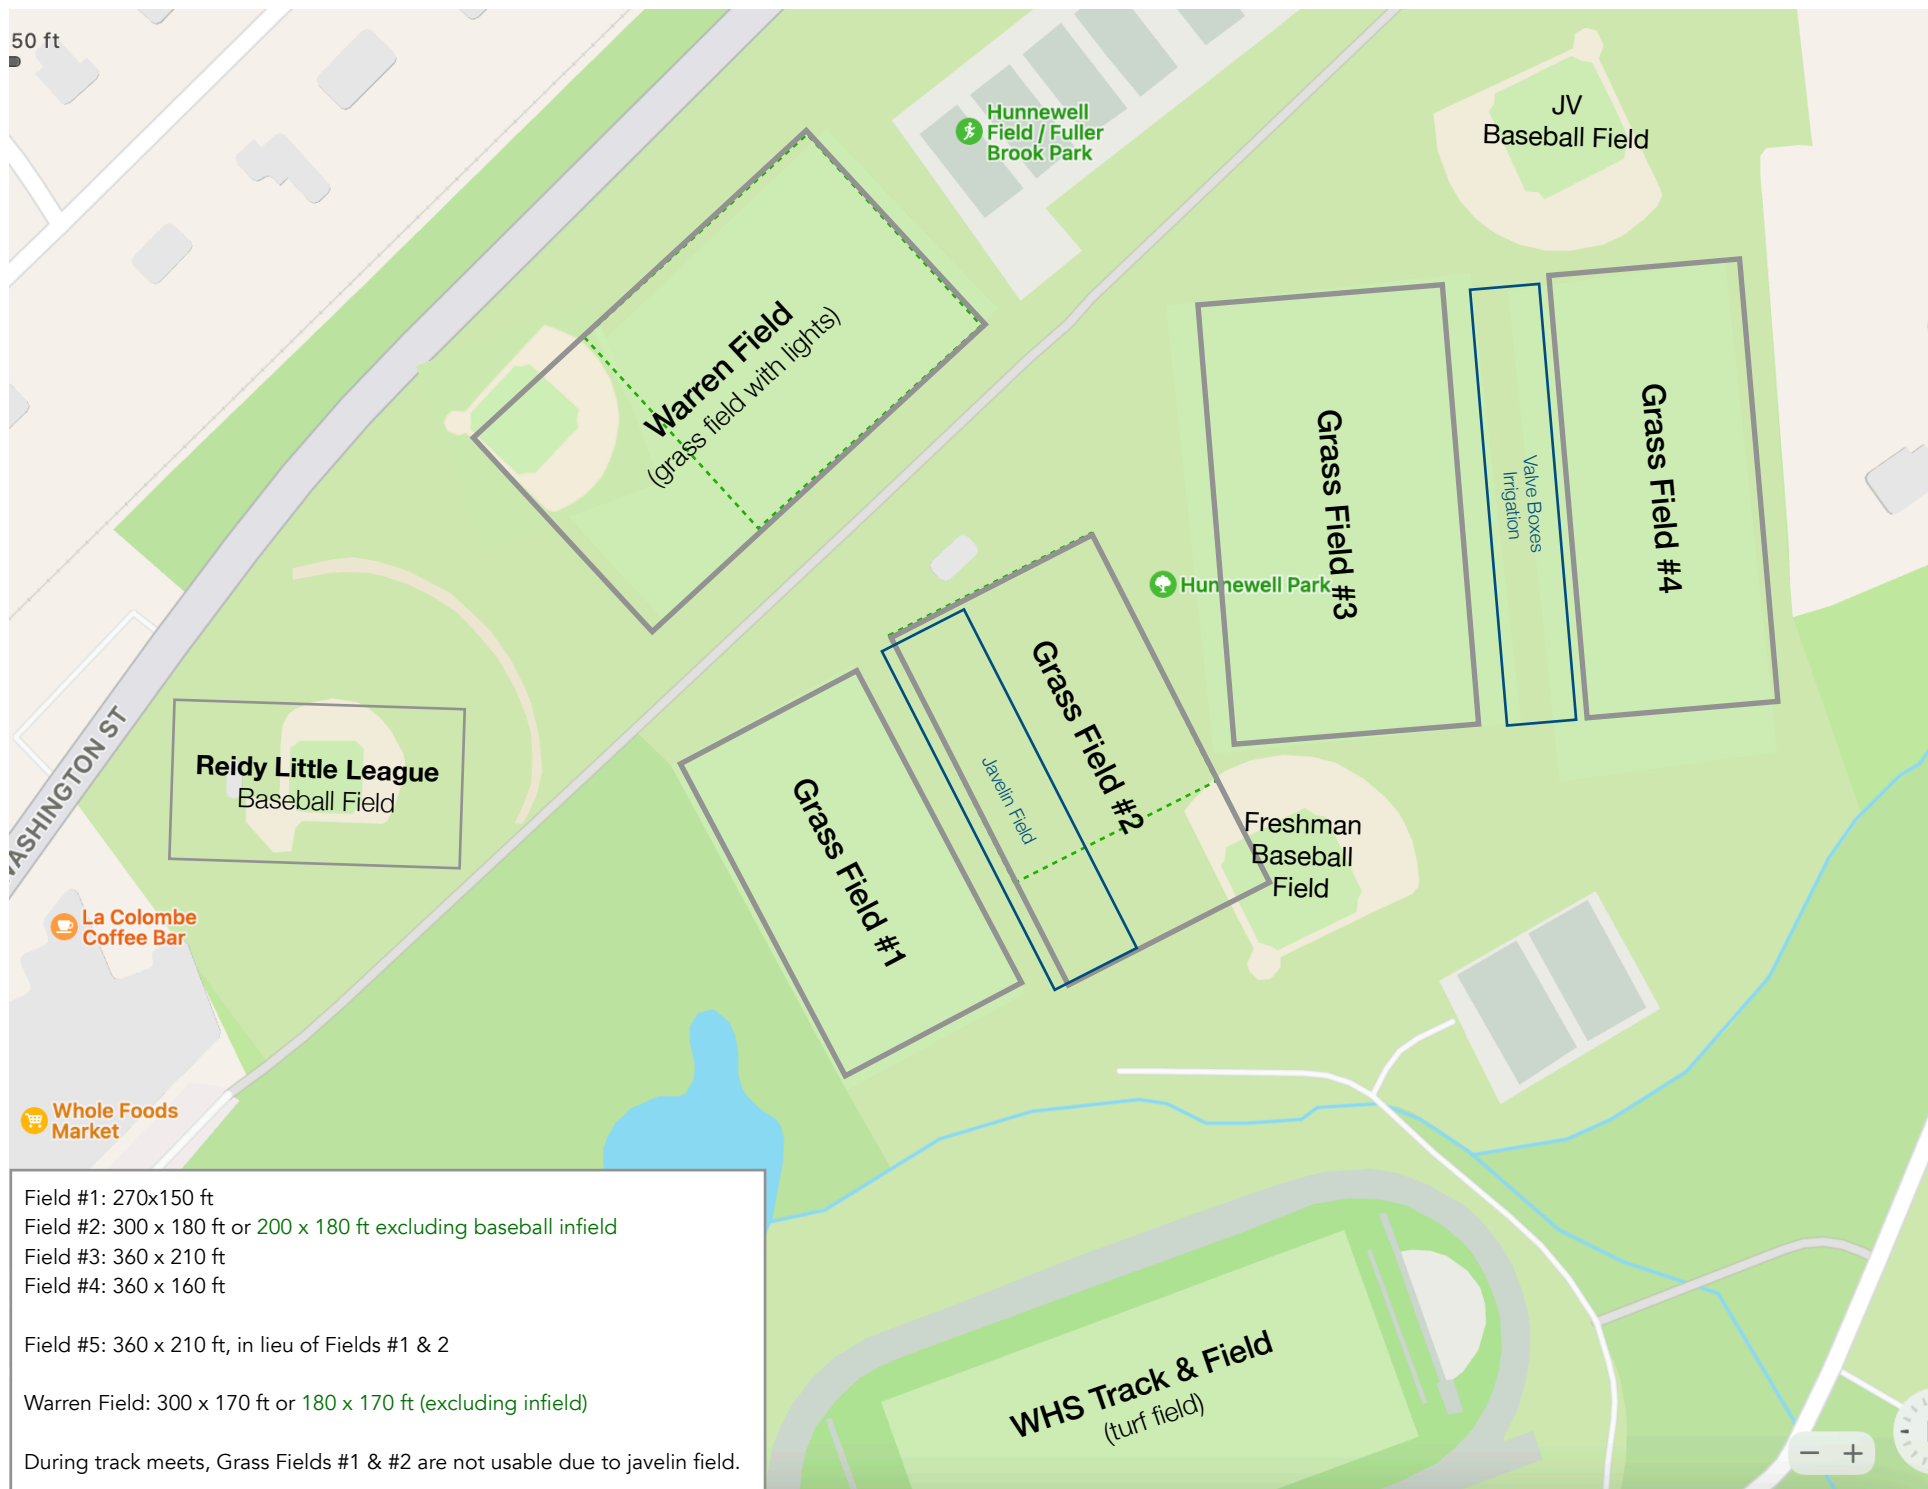 50 ft
Hunnewell
Field / Fuller
Brook Park
JV
Baseball Field
Warren Field
(grass field with lights)
Grass Field #3
Valve Boxes
Irrigation
Grass Field #4
Hunnewell Park
Grass Field #2
Javelin Field
Grass Field #1
Freshman
Baseball
Field
WASHINGTON ST
Reidy Little League
Baseball Field
La Colombe
Coffee Bar
Whole Foods
Market
WHS Track & Field
(turf field)
Field #1: 270x150 ft
Field #2: 300 x 180 ft or 200 x 180 ft excluding baseball infield
Field #3: 360 x 210 ft
Field #4: 360 x 160 ft
Field #5: 360 x 210 ft, in lieu of Fields #1 & 2
Warren Field: 300 x 170 ft or 180 x 170 ft (excluding infield)
During track meets, Grass Fields #1 & #2 are not usable due to javelin field.
− +